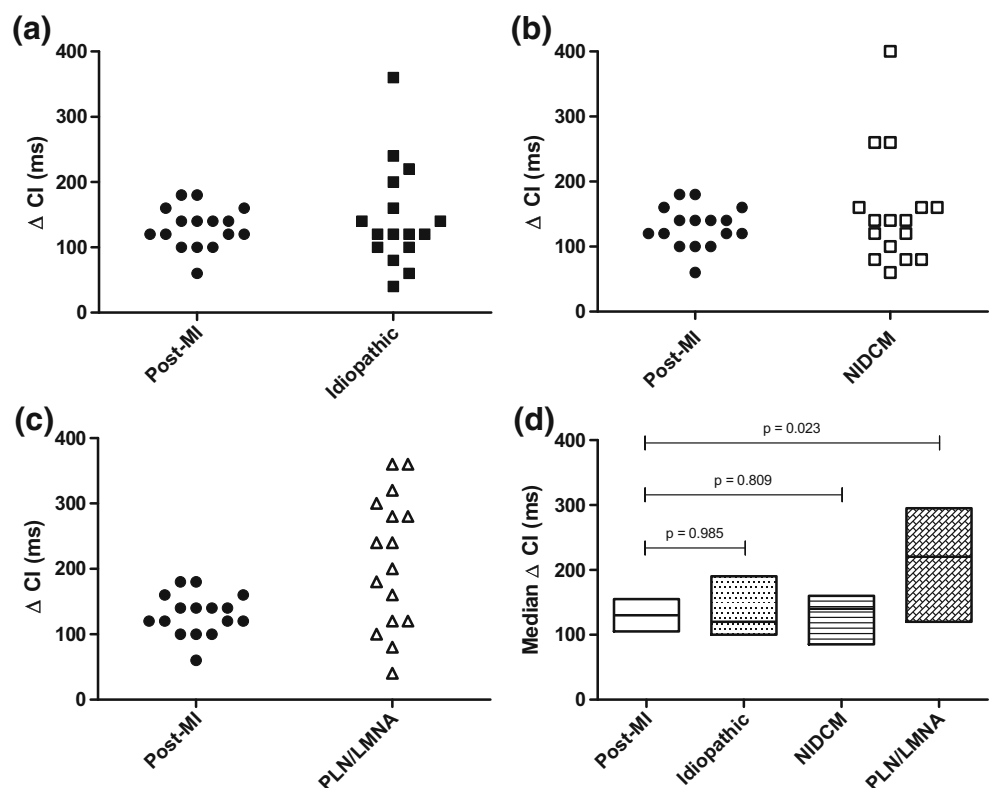 (a)
Δ CI (ms)
400
300
200
100
0
Post-MI
Idiopathic
(b)
Δ CI (ms)
400
300
200
100
0
Post-MI
NIDCM
(c)
Δ CI (ms)
400
300
200
100
0
Post-MI
PLN/LMNA
(d)
Median Δ CI (ms)
400
300
200
100
0
p = 0.023
p = 0.809
p = 0.985
Post-MI
Idiopathic
NIDCM
PLN/LMNA